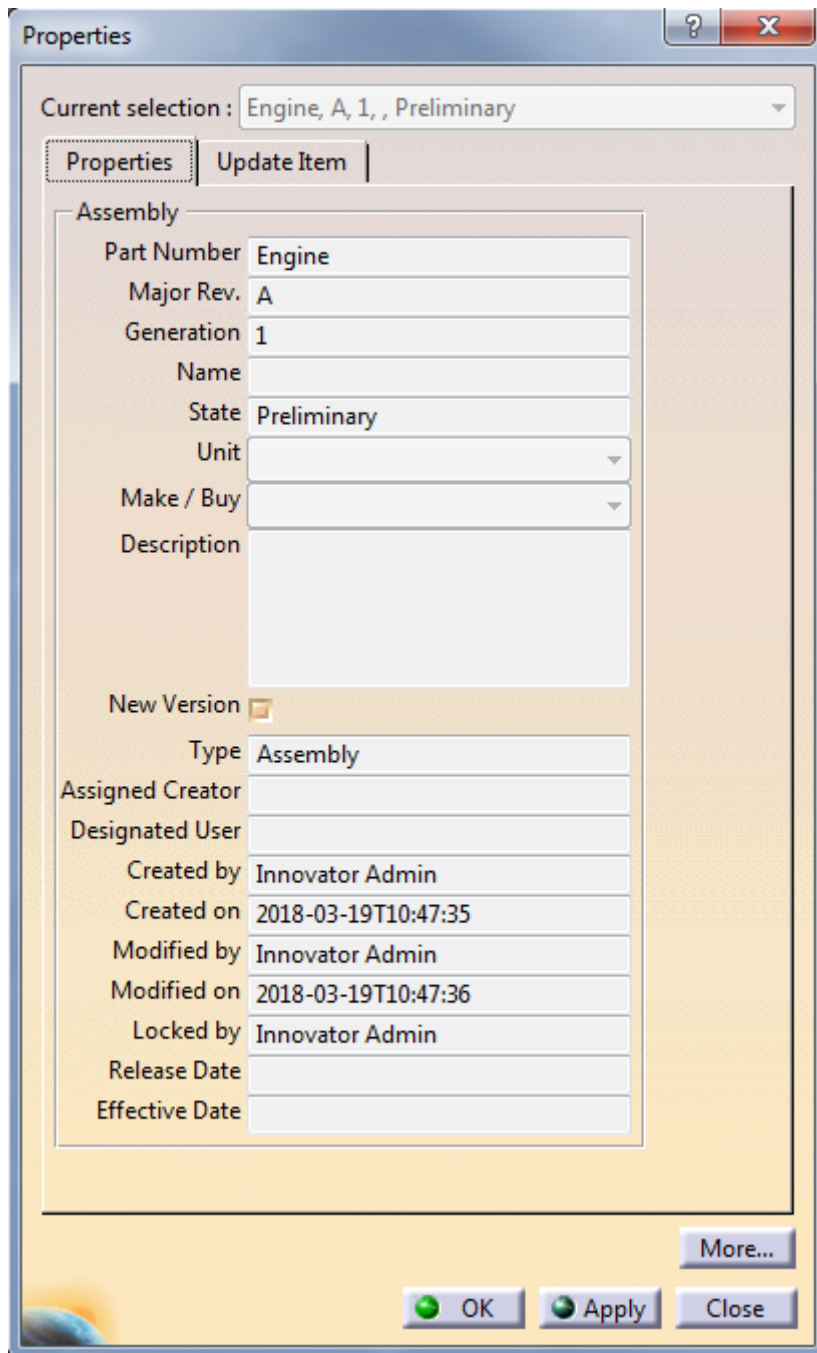 Properties
?
Current selection : Engine, A, 1, , Preliminary
Properties Update Item
Assembly
Part Number Engine
Major Rev. A
Generation 1
Name
State Preliminary
Unit
Make / Buy
Description
New Version
Type Assembly
Assigned Creator
Designated User
Created by Innovator Admin
Created on 2018-03-19T10:47:35
Modified by Innovator Admin
Modified on 2018-03-19T10:47:36
Locked by Innovator Admin
Release Date
Effective Date
More...
OK Apply Close